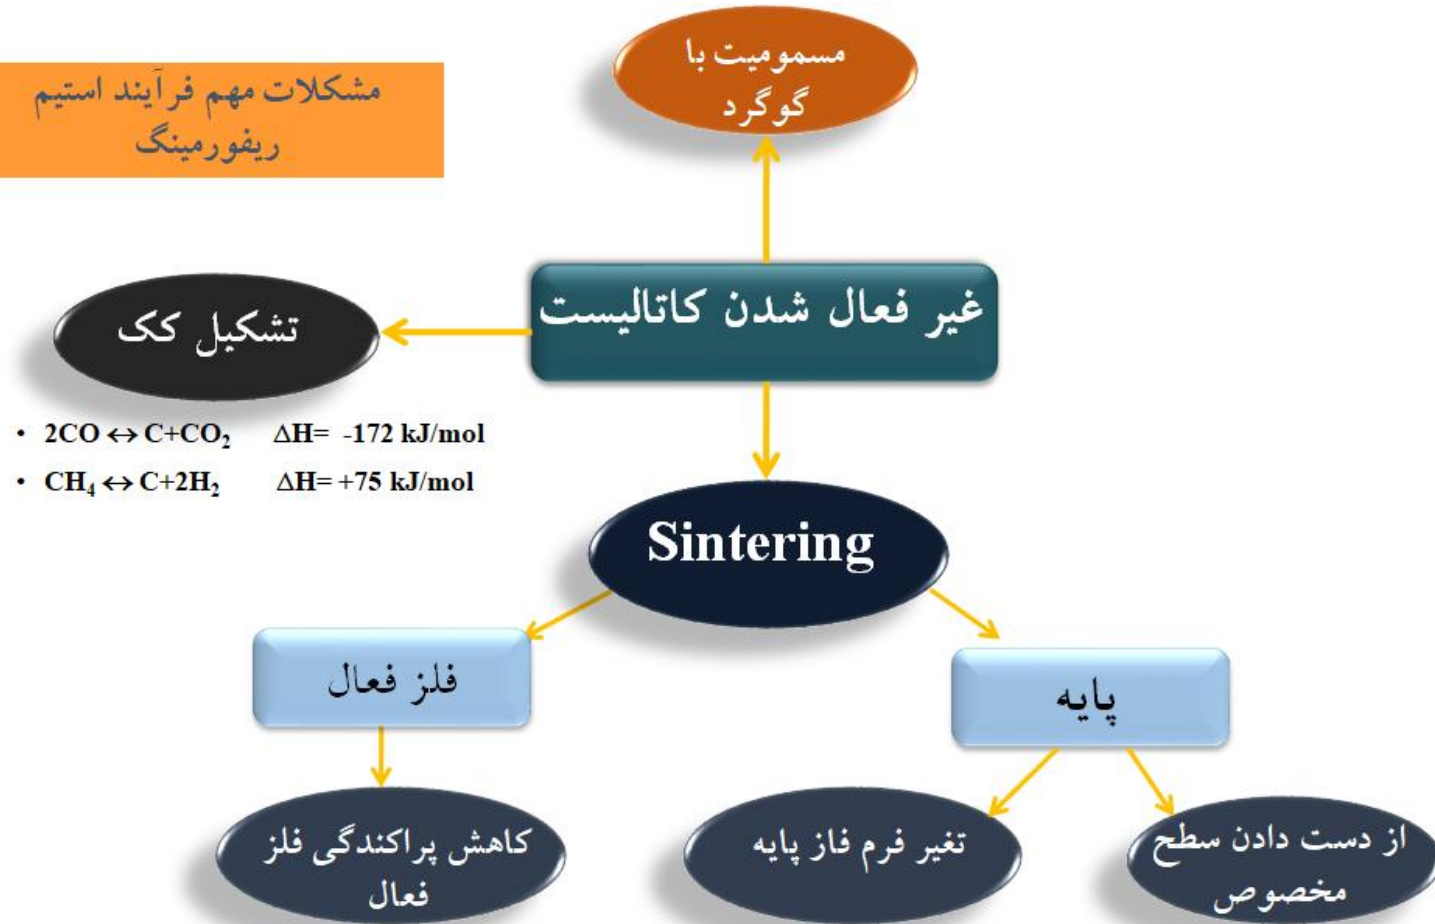 مشکلات مهم فرآیند استیم
ریفورمینگ
مسمومیت با
گوگرد
غیر فعال شدن کاتالیست
تشکیل کک
• 2CO ↔ C+CO₂ ΔH= -172 kJ/mol
• CH₄ ↔ C+2H₂ ΔH= +75 kJ/mol
Sintering
پایه
فلز فعال
از دست دادن سطح
مخصوص
تغیر فرم فاز پایه
کاهش پراکندگی فلز
فعال